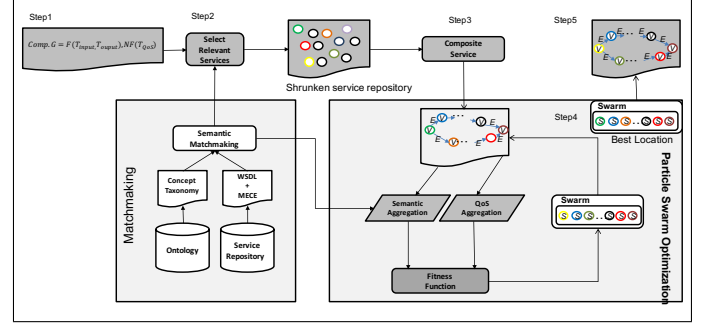 Step1
Step2
Step3
Step5
Comp.G = F(T_input,T_ouput),NF(T_QoS)
Select
Relevant
Services
Composite
Service
E V E V
V V
E V .. E V E
Shrunken service repository
Matchmaking
Semantic
Matchmaking
Concept
Taxonomy
WSDL
+
MECE
Ontology
Service
Repository
Step4
Swarm
S S S .. S S S
Best Location
E V .. E V E
V V
E V .. E E
Semantic
Aggregation
QoS
Aggregation
Swarm
S S S .. S S S
Fitness
Function
Particle Swarm Optimization